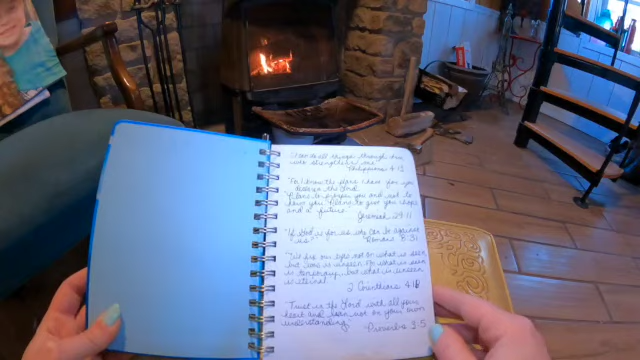 "I can do all things through him
who strengthens me."
Philippians 4:13
"For I know the plans I have for you
declares the Lord.
"Plans to prosper you and not to
harm you. Plans to give you hope
and a future.
Jeremiah 29:11
"If God is for us who can be against
us."
Romans 8:31
"We fix our eyes not on what is seen
but what is unseen. For what is seen
is temporary, but what is unseen
is eternal.
2 Corinthians 4:18
"Trust in the Lord with all your
heart and lean not on your own
understanding."
Proverbs 3:5